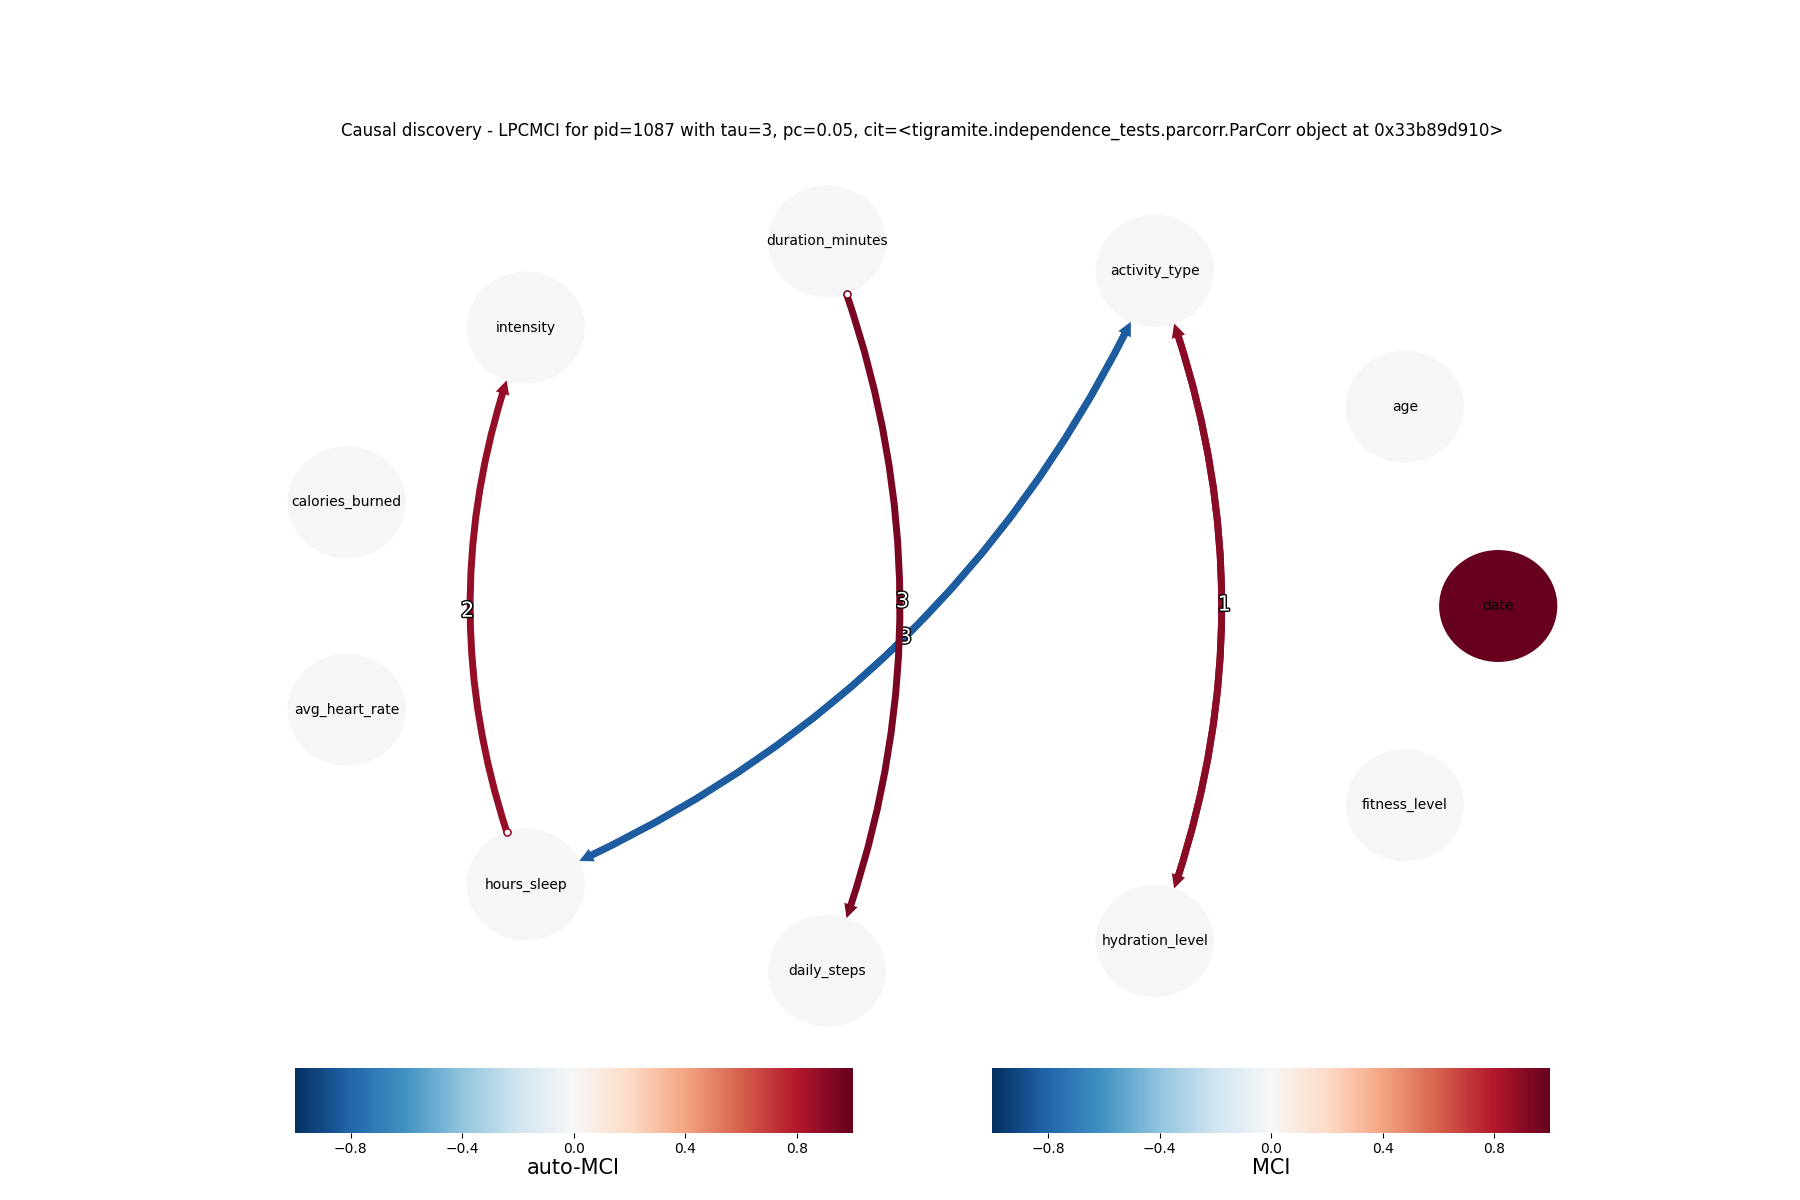 Causal discovery - LPCMCI for pid=1087 with tau=3, pc=0.05, cit=<tigramite.independence_tests.parcorr.ParCorr object at 0x33b89d910>
duration_minutes
activity_type
intensity
age
calories_burned
2
3
3
1
date
avg_heart_rate
fitness_level
hours_sleep
hydration_level
daily_steps
−0.8 −0.4 0.0 0.4 0.8
auto-MCI
−0.8 −0.4 0.0 0.4 0.8
MCI